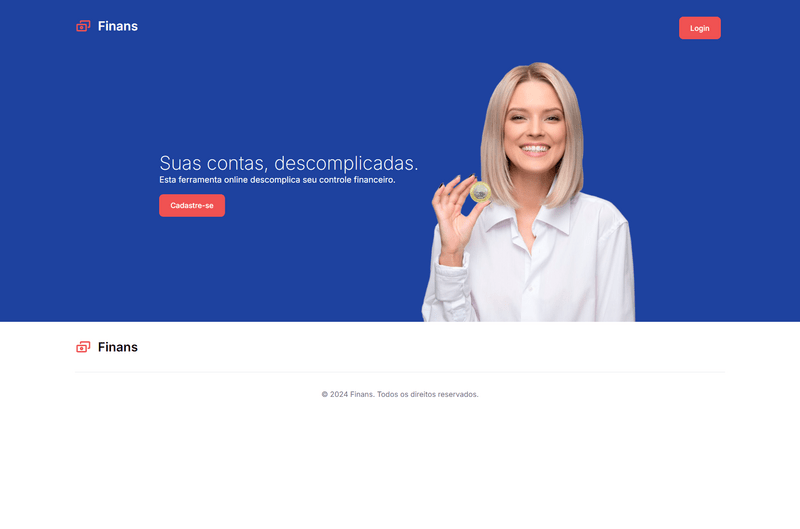 Finans
Login
Suas contas, descomplicadas.
Esta ferramenta online descomplica seu controle financeiro.
Cadastre-se
Finans
© 2024 Finans. Todos os direitos reservados.